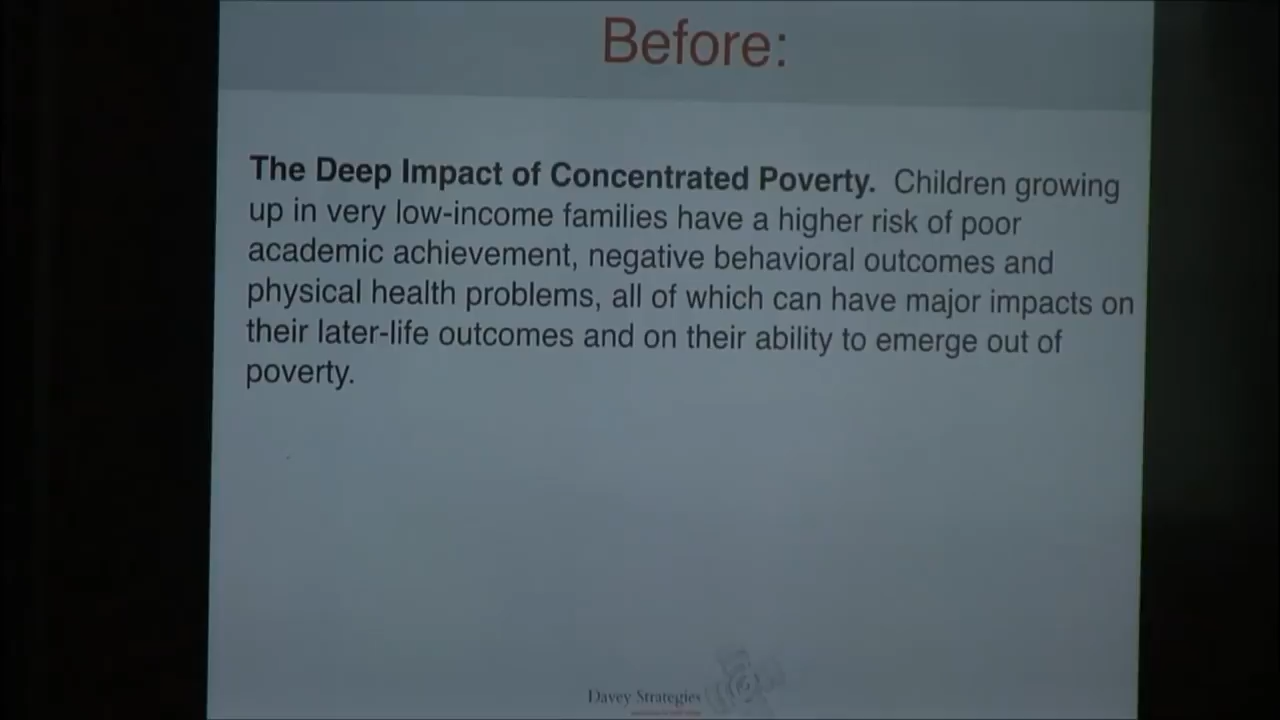 Before:
The Deep Impact of Concentrated Poverty. Children growing
up in very low-income families have a higher risk of poor
academic achievement, negative behavioral outcomes and
physical health problems, all of which can have major impacts on
their later-life outcomes and on their ability to emerge out of
poverty.
Davey Strategies